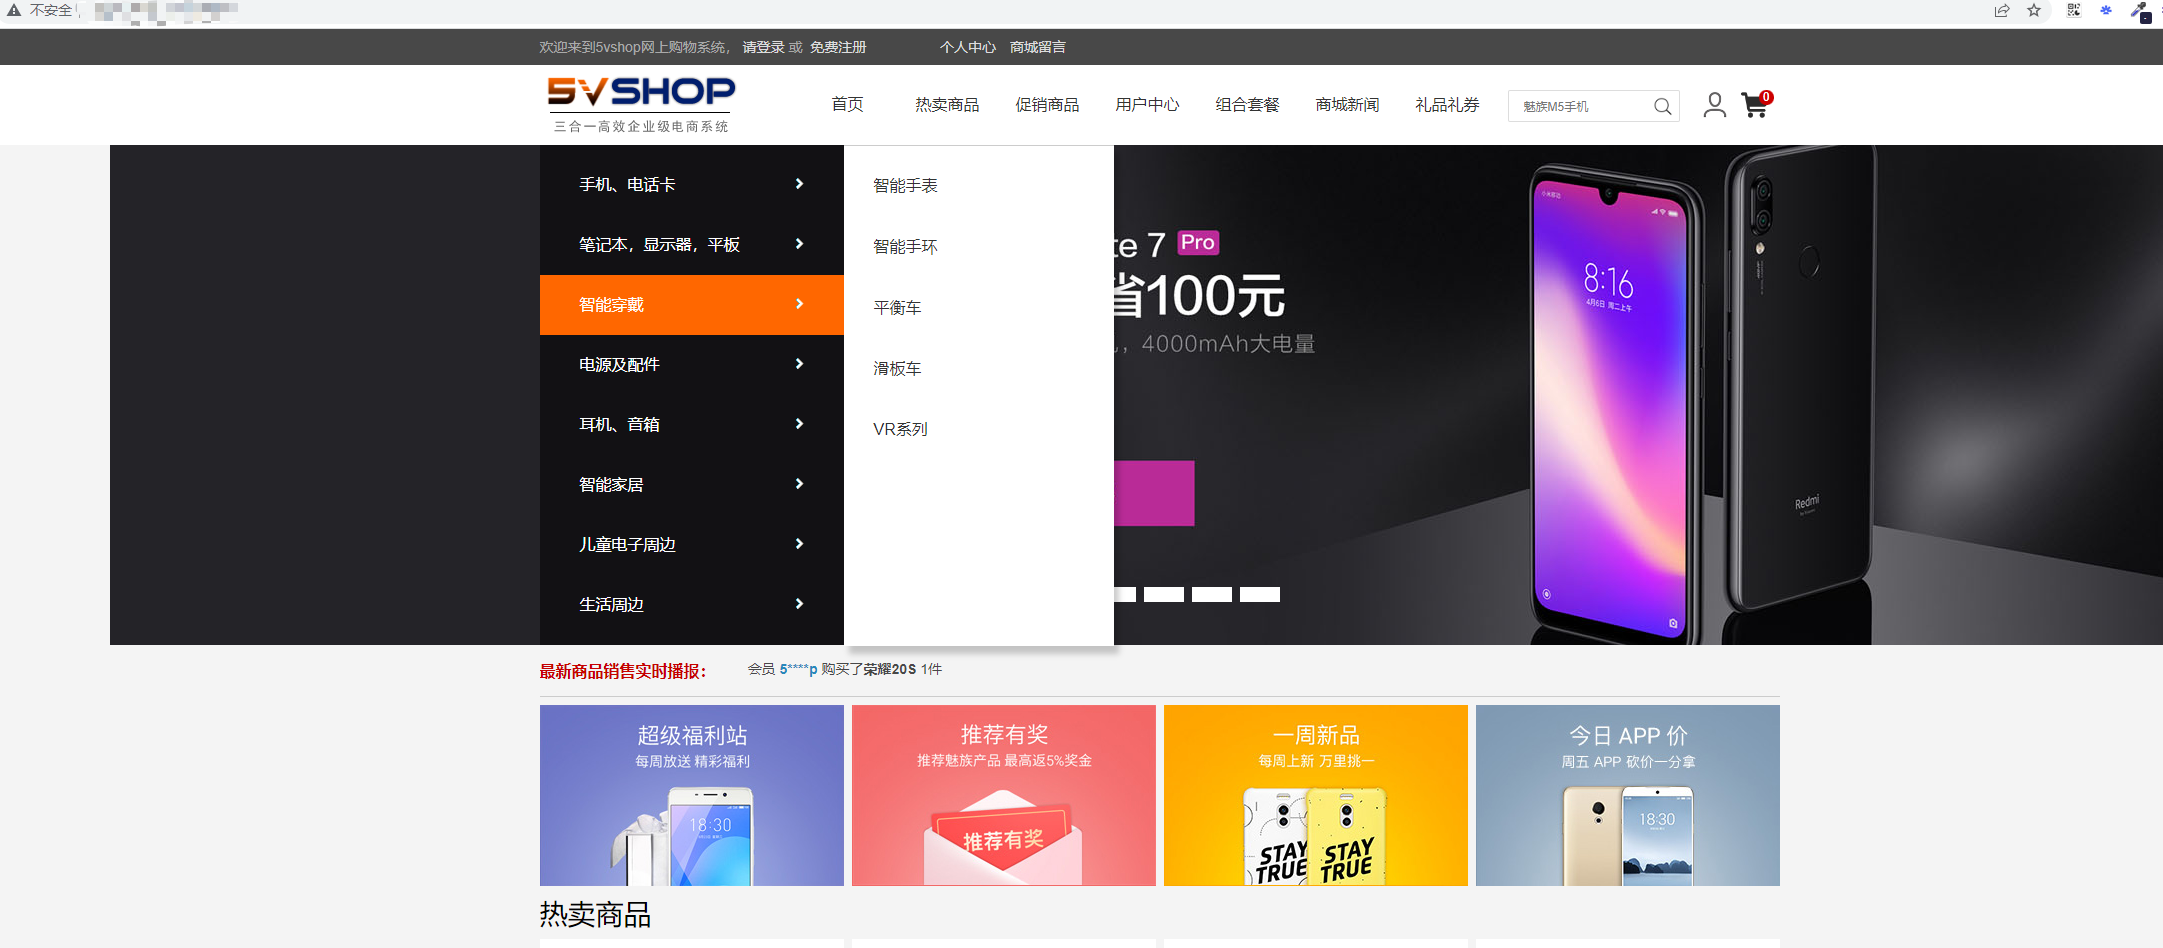 不安全
欢迎来到5vshop网上购物系统， 请登录 或 免费注册 个人中心 商城留言
5VSHOP
三合一高效企业级电商系统
首页 热卖商品 促销商品 用户中心 组合套餐 商城新闻 礼品礼券 魅族M5手机 0
手机、电话卡
笔记本，显示器，平板
智能穿戴
电源及配件
耳机、音箱
智能家居
儿童电子周边
生活周边
智能手表
智能手环
平衡车
滑板车
VR系列
te 7 Pro
省100元
，4000mAh大电量
小米移动
8:16
4月6日 周二上午
Redmi
最新商品销售实时播报： 会员 5****p 购买了荣耀20S 1件
超级福利站
每周放送 精彩福利
18:30
推荐有奖
推荐魅族产品 最高返5%奖金
推荐有奖
一周新品
每周上新 万里挑一
STAY
TRUE
STAY
TRUE
今日 APP 价
周五 APP 砍价一分拿
18:30
热卖商品